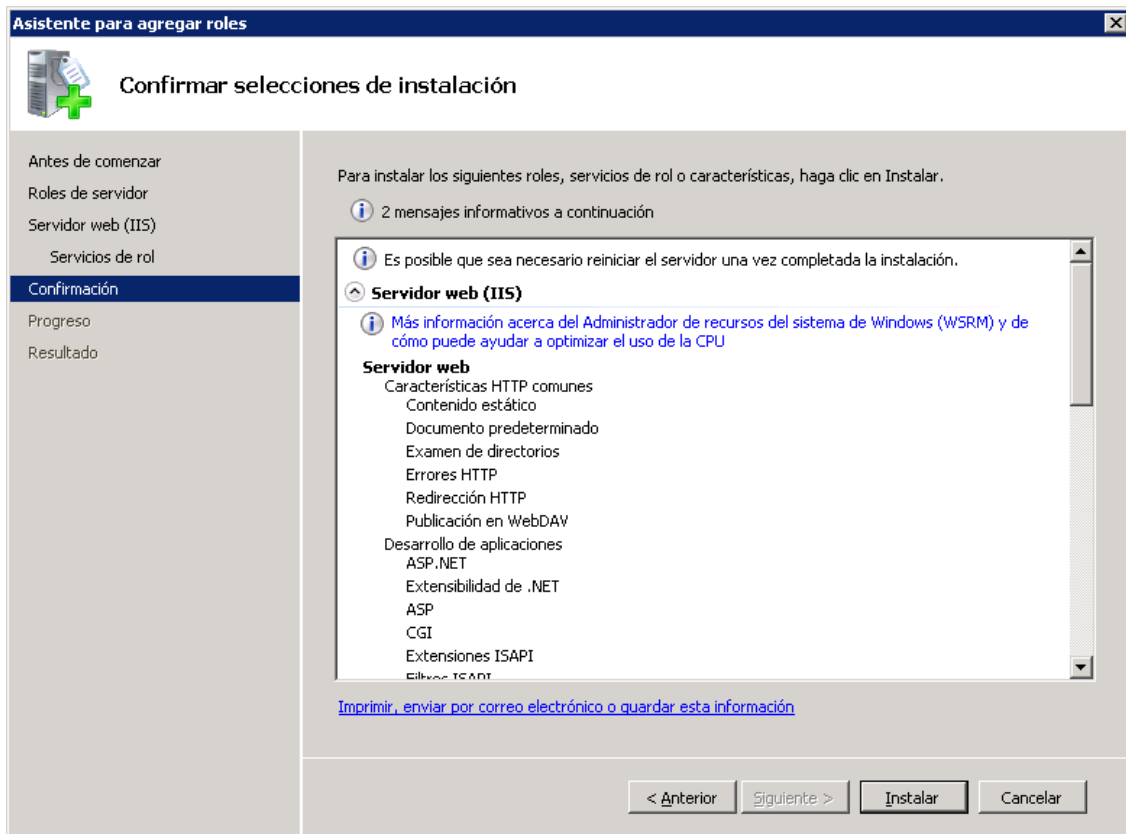 Asistente para agregar roles
Confirmar selecciones de instalación
Antes de comenzar
Roles de servidor
Servidor web (IIS)
Servicios de rol
Confirmación
Progreso
Resultado
Para instalar los siguientes roles, servicios de rol o características, haga clic en Instalar.
2 mensajes informativos a continuación
Es posible que sea necesario reiniciar el servidor una vez completada la instalación.
Servidor web (IIS)
Más información acerca del Administrador de recursos del sistema de Windows (WSRM) y de
cómo puede ayudar a optimizar el uso de la CPU
Servidor web
Características HTTP comunes
Contenido estático
Documento predeterminado
Examen de directorios
Errores HTTP
Redirección HTTP
Publicación en WebDAV
Desarrollo de aplicaciones
ASP.NET
Extensibilidad de .NET
ASP
CGI
Extensiones ISAPI
Filtros ISAPI
Imprimir, enviar por correo electrónico o guardar esta información
< Anterior
Siguiente >
Instalar
Cancelar